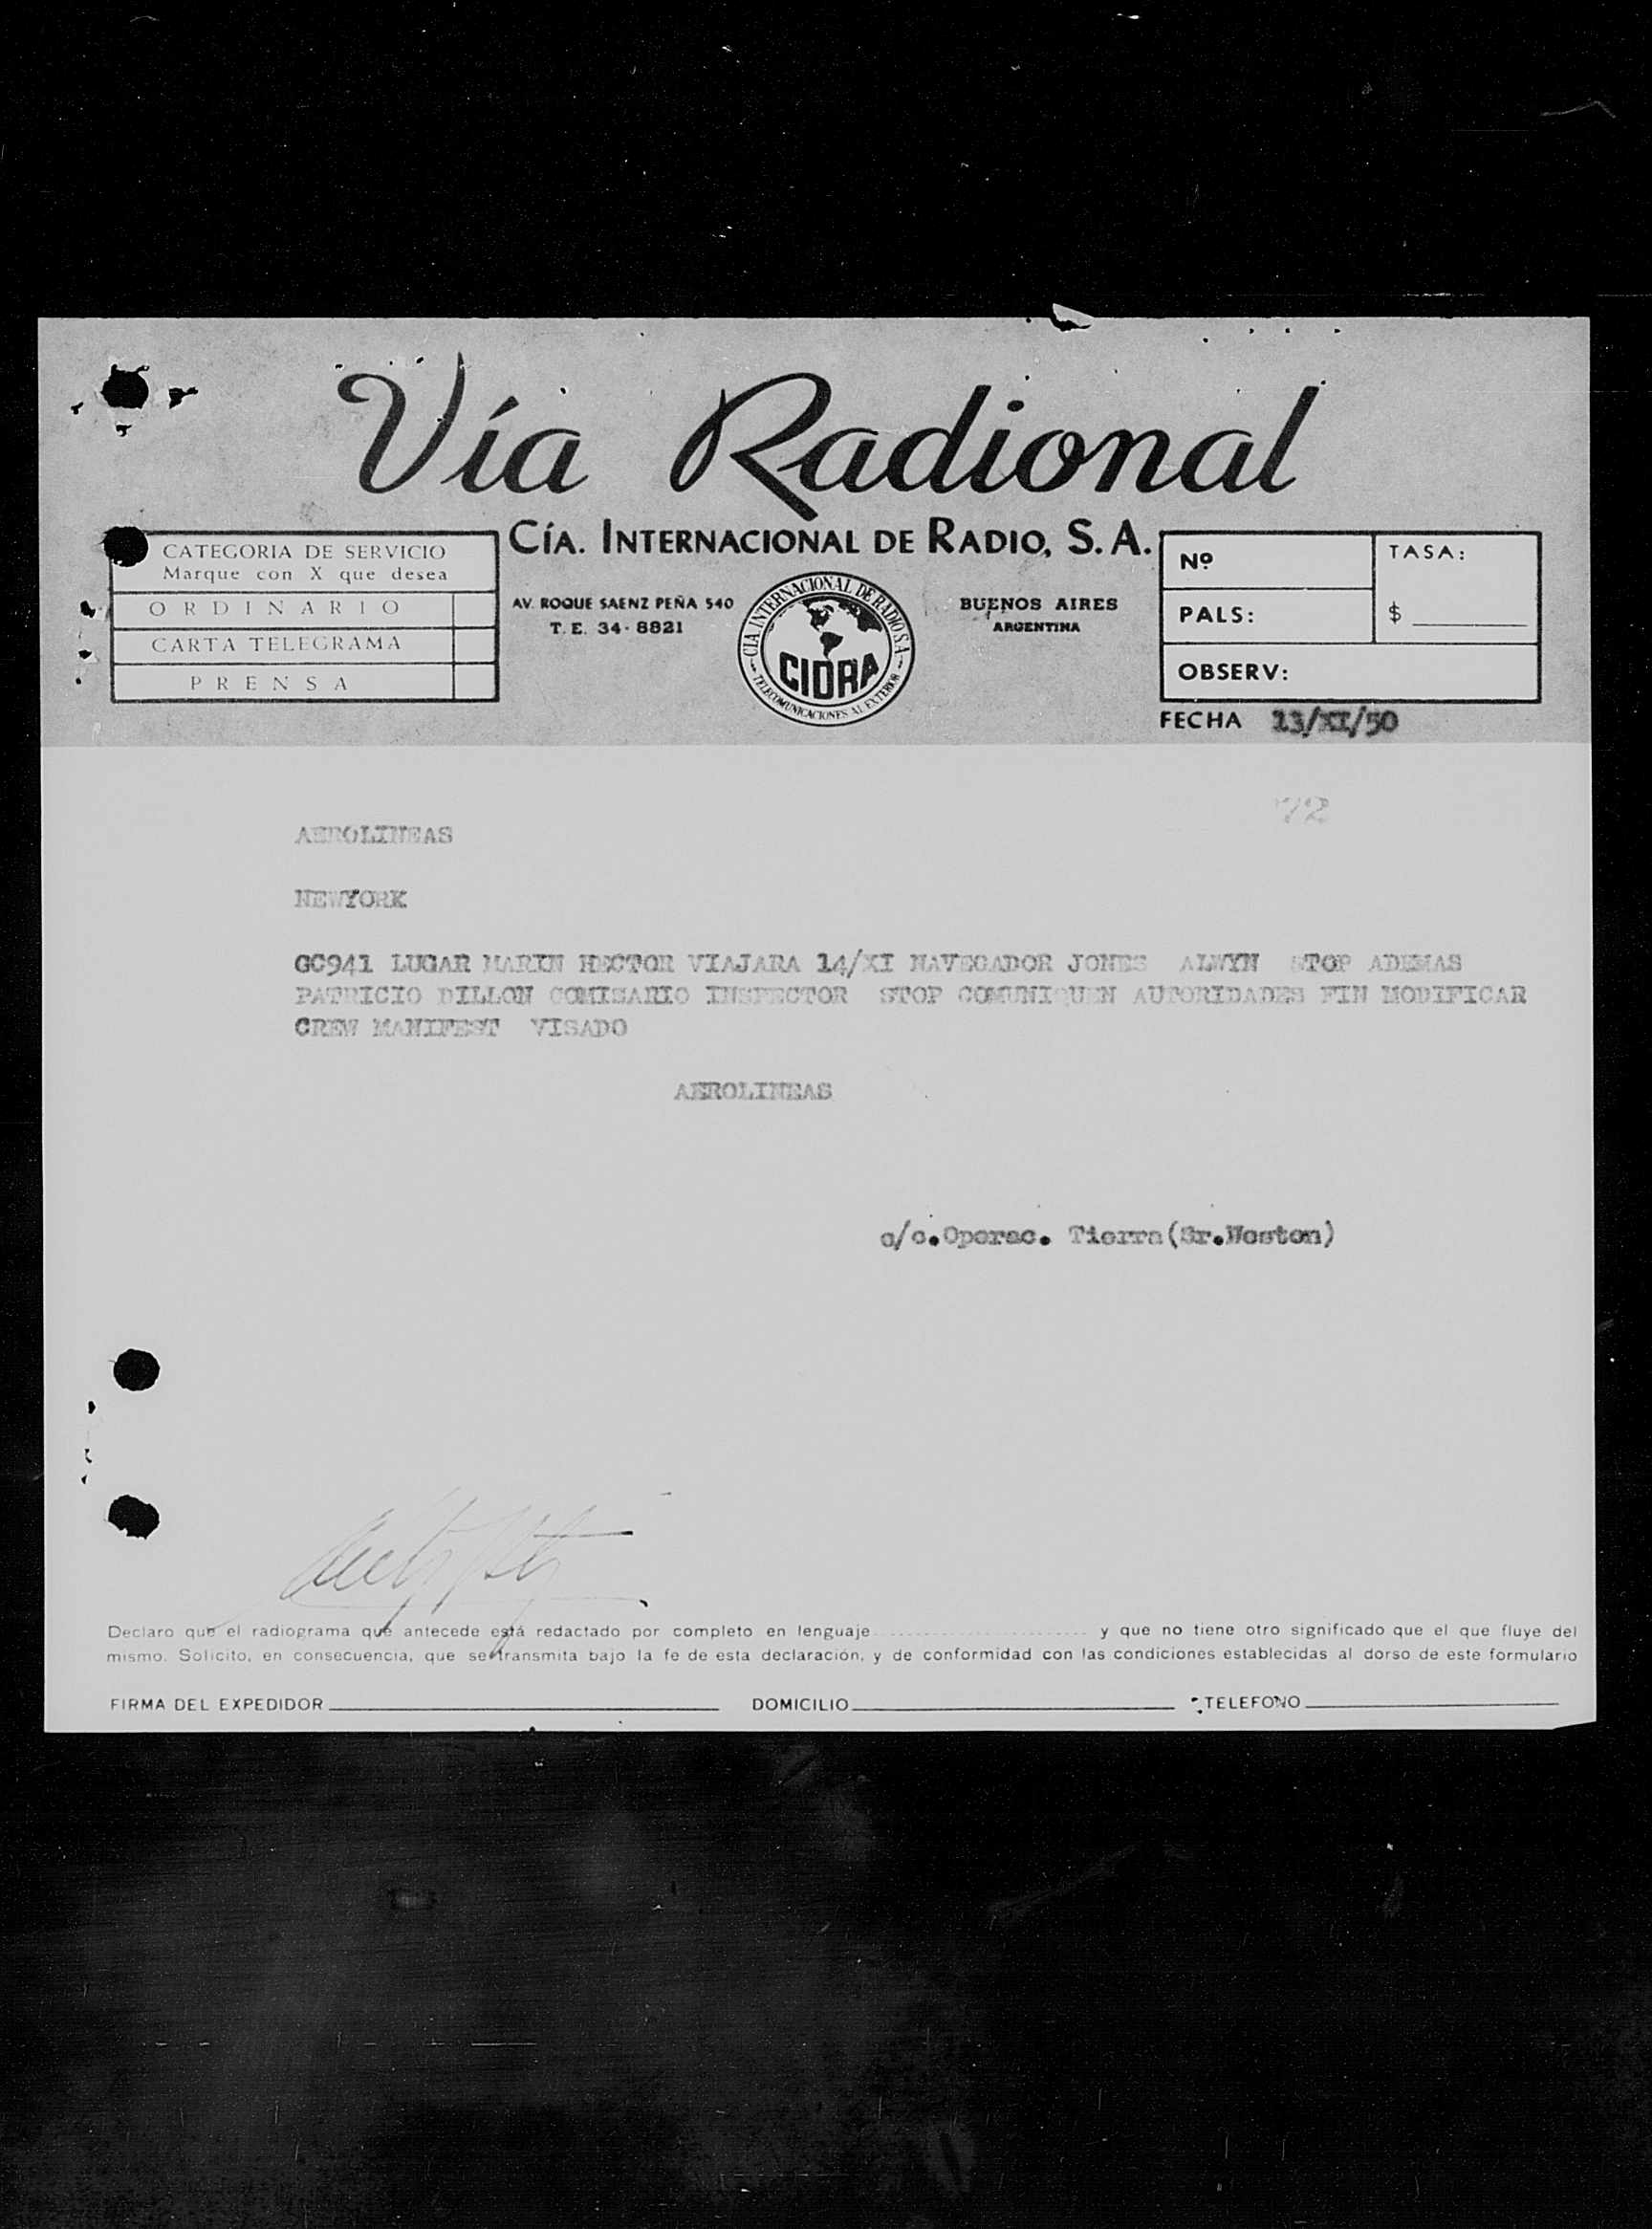 Vía Radional
CÍA. INTERNACIONAL DE RADIO, S.A.
CATEGORIA DE SERVICIO
Marque con X que desea
ORDINARIO
CARTA TELEGRAMA
PRENSA
AV. ROQUE SAENZ PEÑA 540
T. E. 34-8821
CIA. INTERNACIONAL DE RADIO S.A.
CIDRA
TELECOMUNICACIONES AL EXTERIOR
BUENOS AIRES
ARGENTINA
Nº
TASA:
PALS:
$
OBSERV:
FECHA 13/XI/50
72
AEROLINEAS
NEWYORK
GC941 LUGAR MARIN HECTOR VIAJARA 14/XI NAVEGADOR JONES ALWYN STOP ADEMAS
PATRICIO DILLON COMISARIO INSPECTOR STOP COMUNIQUEN AUTORIDADES FIN MODIFICAR
CREW MANIFEST VISADO
AEROLINEAS
c/c.Operac. Tierra(Sr.Weston)
Declaro que el radiograma que antecede está redactado por completo en lenguaje y que no tiene otro significado que el que fluye del
mismo. Solicito, en consecuencia, que se transmita bajo la fe de esta declaración, y de conformidad con las condiciones establecidas al dorso de este formulario
FIRMA DEL EXPEDIDOR DOMICILIO TELEFONO